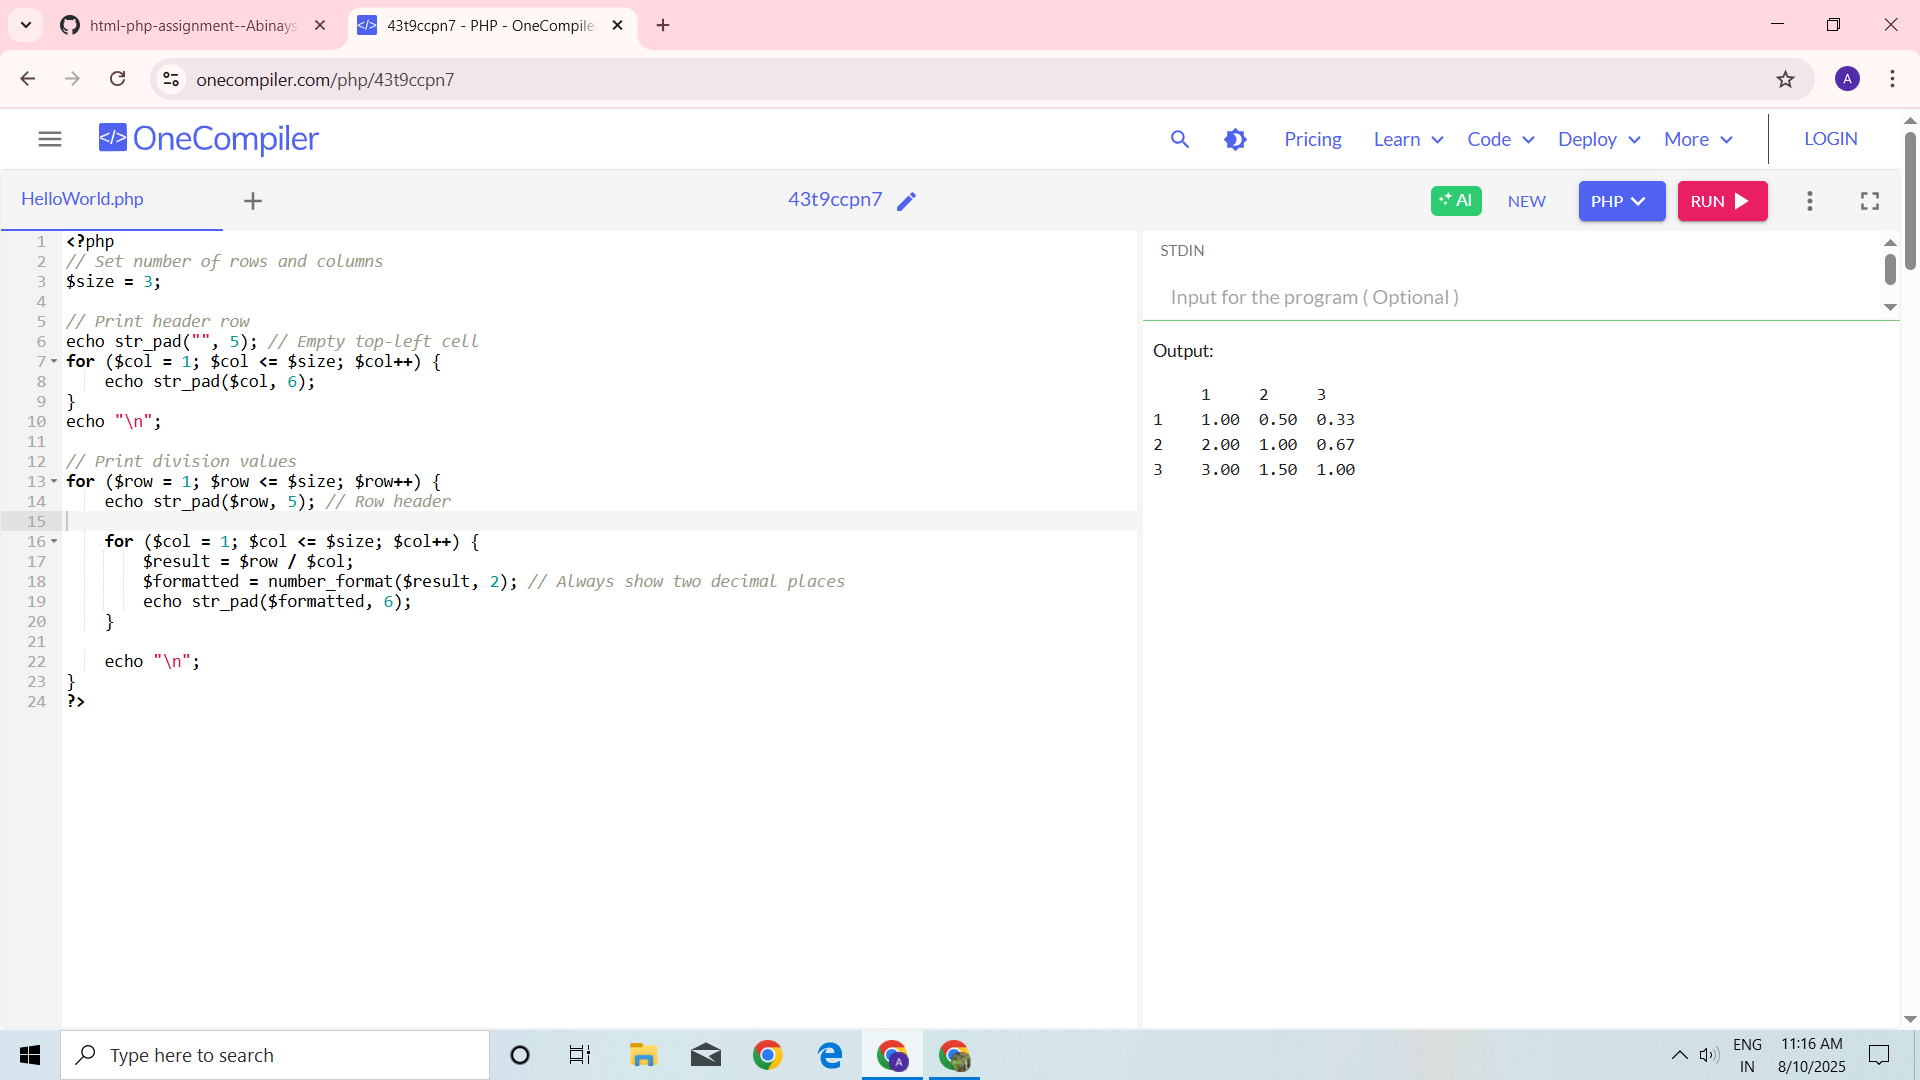 html-php-assignment--Abinays
43t9ccpn7 - PHP - OneCompile
onecompiler.com/php/43t9ccpn7
A
</> OneCompiler
Pricing
Learn
Code
Deploy
More
LOGIN
HelloWorld.php
43t9ccpn7
AI
NEW
PHP
RUN
1 <?php
2 // Set number of rows and columns
3 $size = 3;
4
5 // Print header row
6 echo str_pad("", 5); // Empty top-left cell
7 for ($col = 1; $col <= $size; $col++) {
8     echo str_pad($col, 6);
9 }
10 echo "\n";
11
12 // Print division values
13 for ($row = 1; $row <= $size; $row++) {
14     echo str_pad($row, 5); // Row header
15
16     for ($col = 1; $col <= $size; $col++) {
17         $result = $row / $col;
18         $formatted = number_format($result, 2); // Always show two decimal places
19         echo str_pad($formatted, 6);
20     }
21
22     echo "\n";
23 }
24 ?>
STDIN
Input for the program ( Optional )
Output:
     1     2     3
1    1.00  0.50  0.33
2    2.00  1.00  0.67
3    3.00  1.50  1.00
Type here to search
A
ENG
IN
11:16 AM
8/10/2025